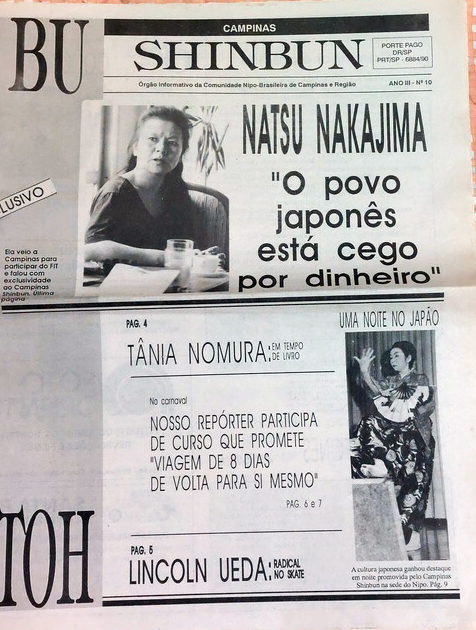 BU
TOH
CAMPINAS
SHINBUN
PORTE PAGO
DR/SP
PRT/SP - 6884/90
Órgão Informativo da Comunidade Nipo-Brasileira de Campinas e Região
ANO III - Nº 10
NATSU NAKAJIMA
"O povo
japonês
está cego
por dinheiro"
LUSIVO
Ela veio a
Campinas para
participar do FIT
e falou com
exclusividade
ao Campinas
Shinbun. Última
página
PAG. 4
TÂNIA NOMURA: EM TEMPO
DE LIVRO
No carnaval
NOSSO REPÓRTER PARTICIPA
DE CURSO QUE PROMETE
"VIAGEM DE 8 DIAS
DE VOLTA PARA SI MESMO"
PAG. 6 e 7
PAG. 5
LINCOLN UEDA: RADICAL
NO SKATE
UMA NOITE NO JAPÃO
A cultura japonesa ganhou destaque
em noite promovida pelo Campinas
Shinbun na sede do Nipo. Pág. 9